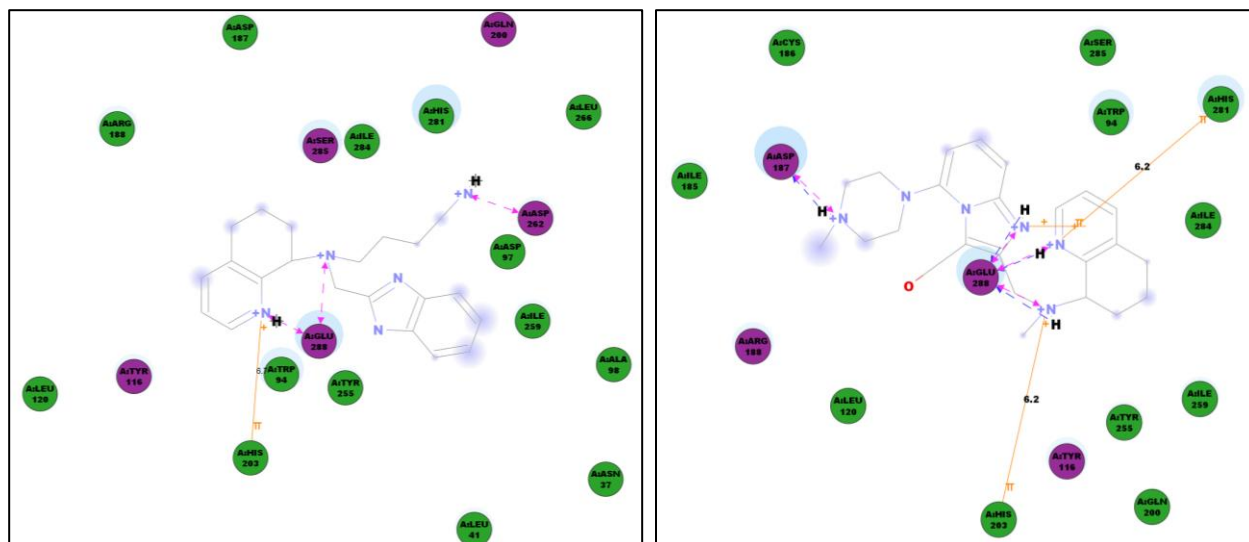 A:ASP
187
A:GLN
200
A:ARG
188
A:SER
285
A:ILE
284
A:HIS
281
A:LEU
266
+N
H
A:ASP
262
A:ASP
97
+N
N
N
+N
H
+
A:GLU
288
A:ILE
259
A:TYR
116
A:TRP
94
A:TYR
255
A:ALA
98
A:LEU
120
π
A:HIS
203
A:ASN
37
A:LEU
41
A:CYS
186
A:SER
285
A:HIS
281
π
A:TRP
94
A:ASP
187
6.2
A:ILE
185
N
H
+N
N
H
+N
+
π
A:ILE
284
+N
H
A:GLU
288
O
+N
H
+
A:ARG
188
A:LEU
120
6.2
A:ILE
259
A:TYR
255
A:TYR
116
π
A:GLN
200
A:HIS
203